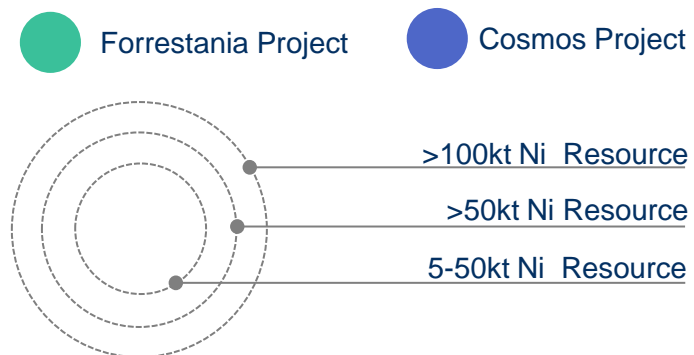 Forrestania Project
Cosmos Project
>100kt Ni Resource
>50kt Ni Resource
5-50kt Ni Resource